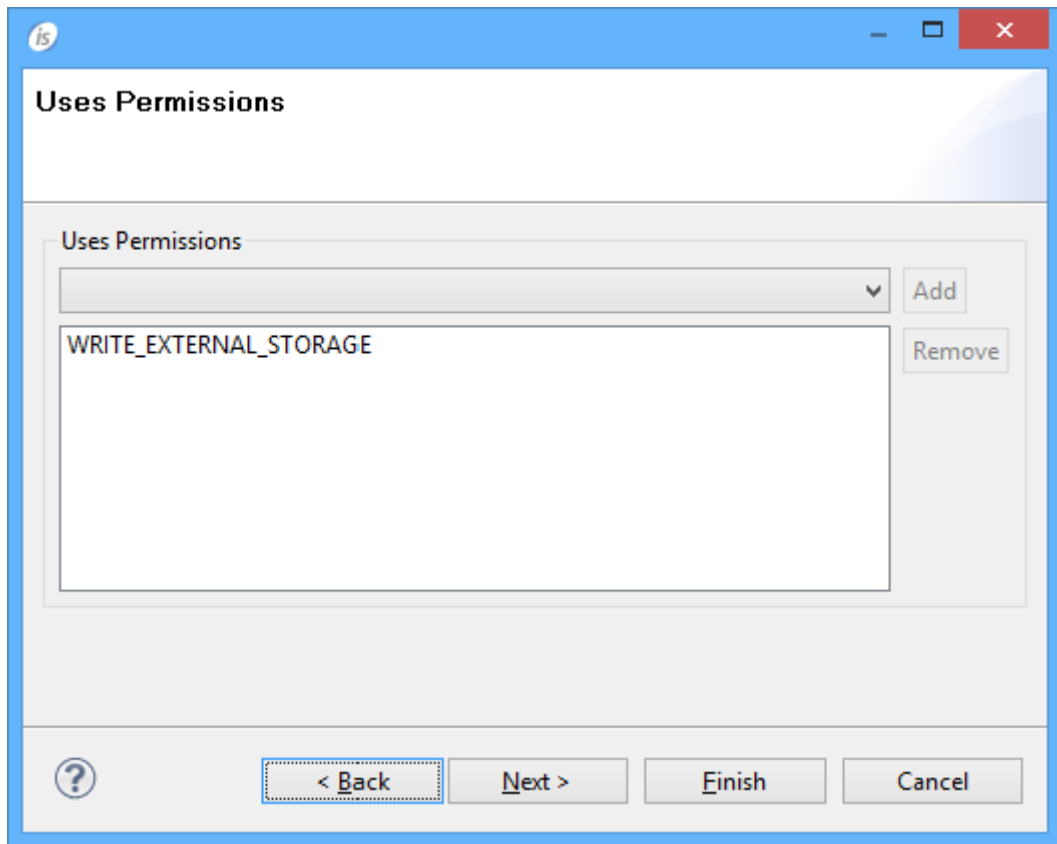 is
Uses Permissions
Uses Permissions
Add
WRITE_EXTERNAL_STORAGE
Remove
?
< Back
Next >
Finish
Cancel